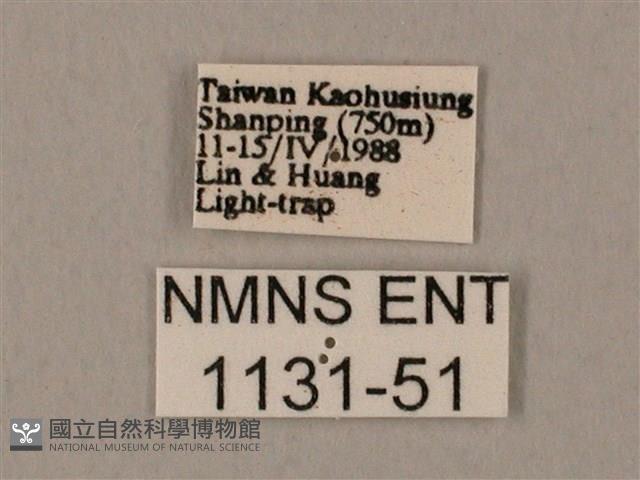 Taiwan Kaohusiung
Shanping (750m)
11-15/IV/1988
Lin & Huang
Light-trap
NMNS ENT
1131-51
國立自然科學博物館
NATIONAL MUSEUM OF NATURAL SCIENCE